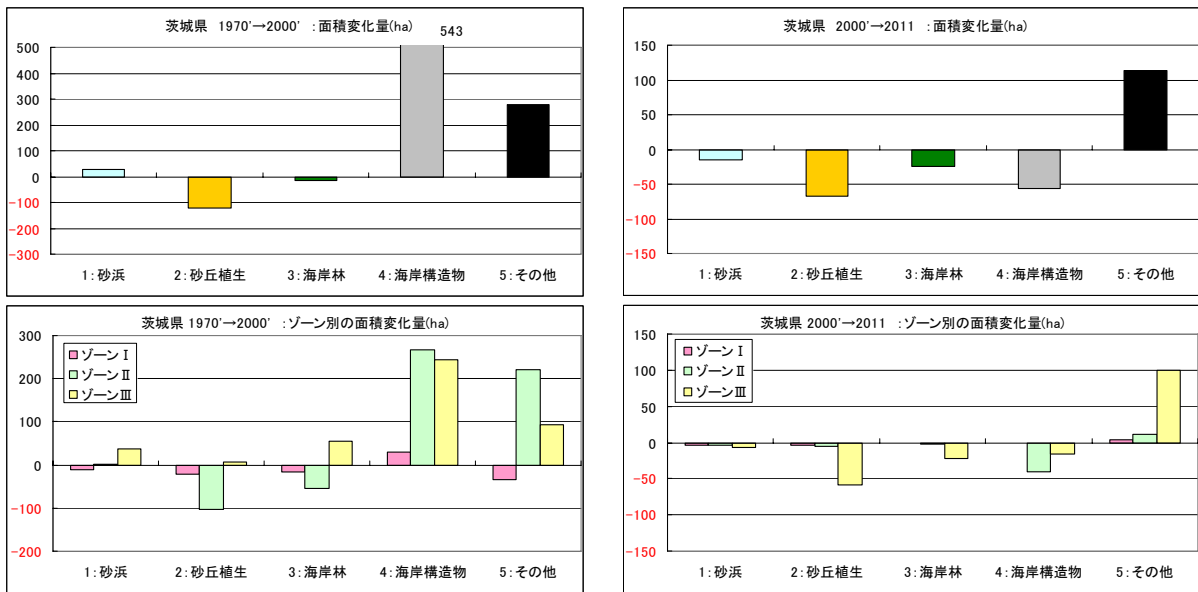 茨城県 1970'→2000' :面積変化量(ha) 543
500
400
300
200
100
0
-100
-200
-300
1:砂浜 2:砂丘植生 3:海岸林 4:海岸構造物 5:その他
茨城県 2000'→2011 :面積変化量(ha)
150
100
50
0
-50
-100
-150
1:砂浜 2:砂丘植生 3:海岸林 4:海岸構造物 5:その他
茨城県 1970'→2000' :ゾーン別の面積変化量(ha)
300
200
100
0
-100
-200
ゾーンⅠ
ゾーンⅡ
ゾーンⅢ
1:砂浜 2:砂丘植生 3:海岸林 4:海岸構造物 5:その他
茨城県 2000'→2011 :ゾーン別の面積変化量(ha)
150
100
50
0
-50
-100
-150
ゾーンⅠ
ゾーンⅡ
ゾーンⅢ
1:砂浜 2:砂丘植生 3:海岸林 4:海岸構造物 5:その他